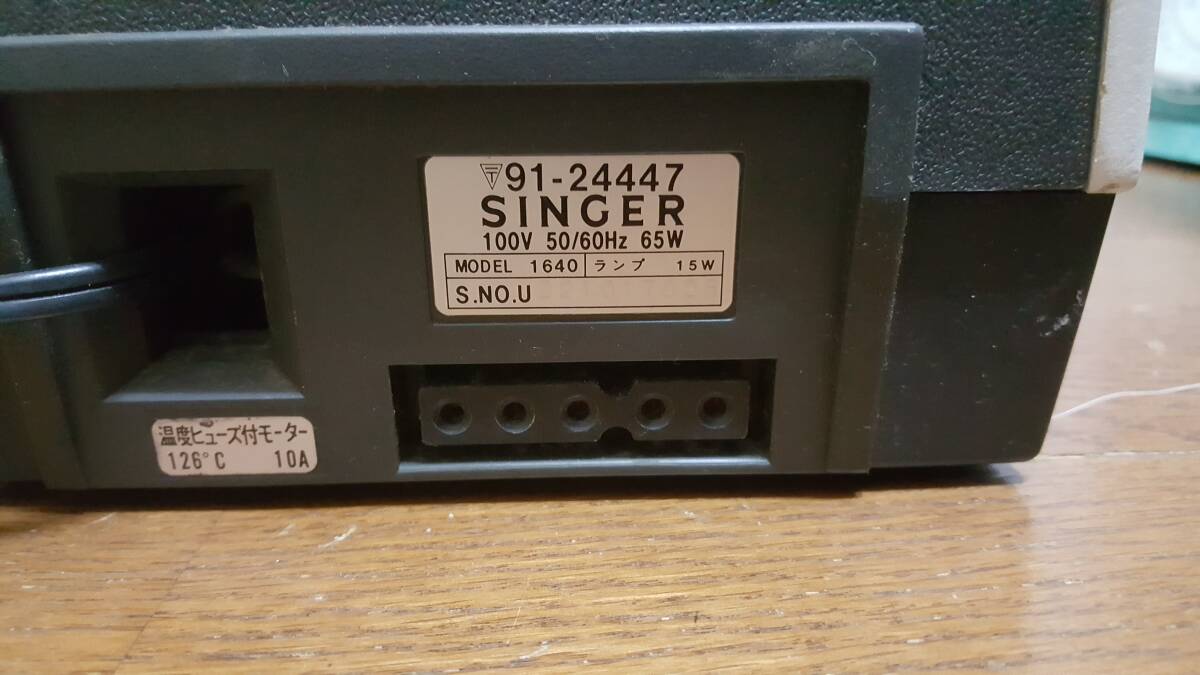 〒91-24447
SINGER
100V 50/60Hz 65W
MODEL 1640 ランプ 15W
S.NO.U
温度ヒューズ付モーター
126°C 10A